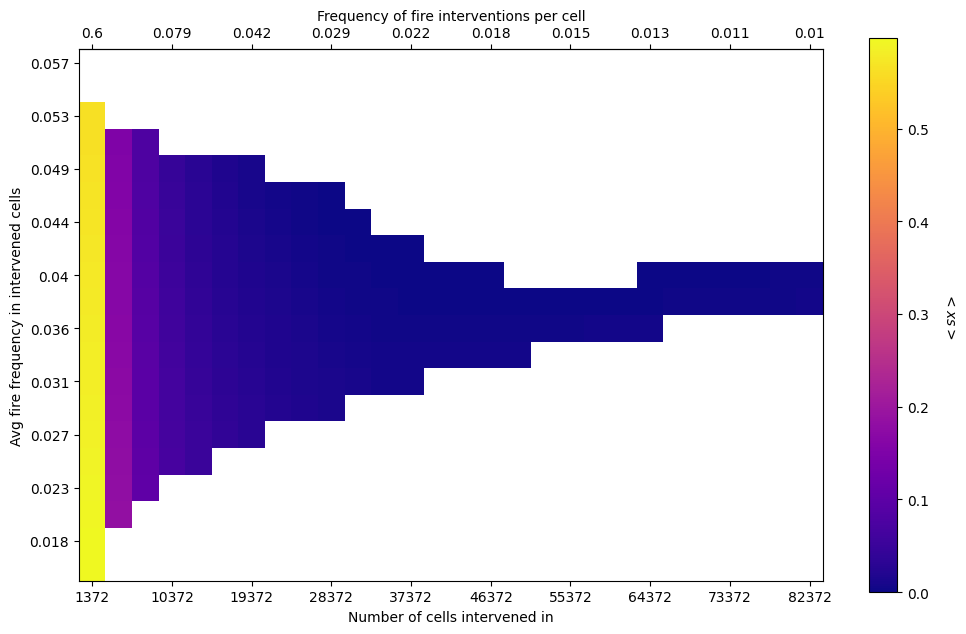 Frequency of fire interventions per cell
0.6 0.079 0.042 0.029 0.022 0.018 0.015 0.013 0.011 0.01
0.057
0.053
0.049
0.044
0.04
0.036
0.031
0.027
0.023
0.018
Avg fire frequency in intervened cells
1372 10372 19372 28372 37372 46372 55372 64372 73372 82372
Number of cells intervened in
0.5
0.4
0.3
0.2
0.1
0.0
< xs >